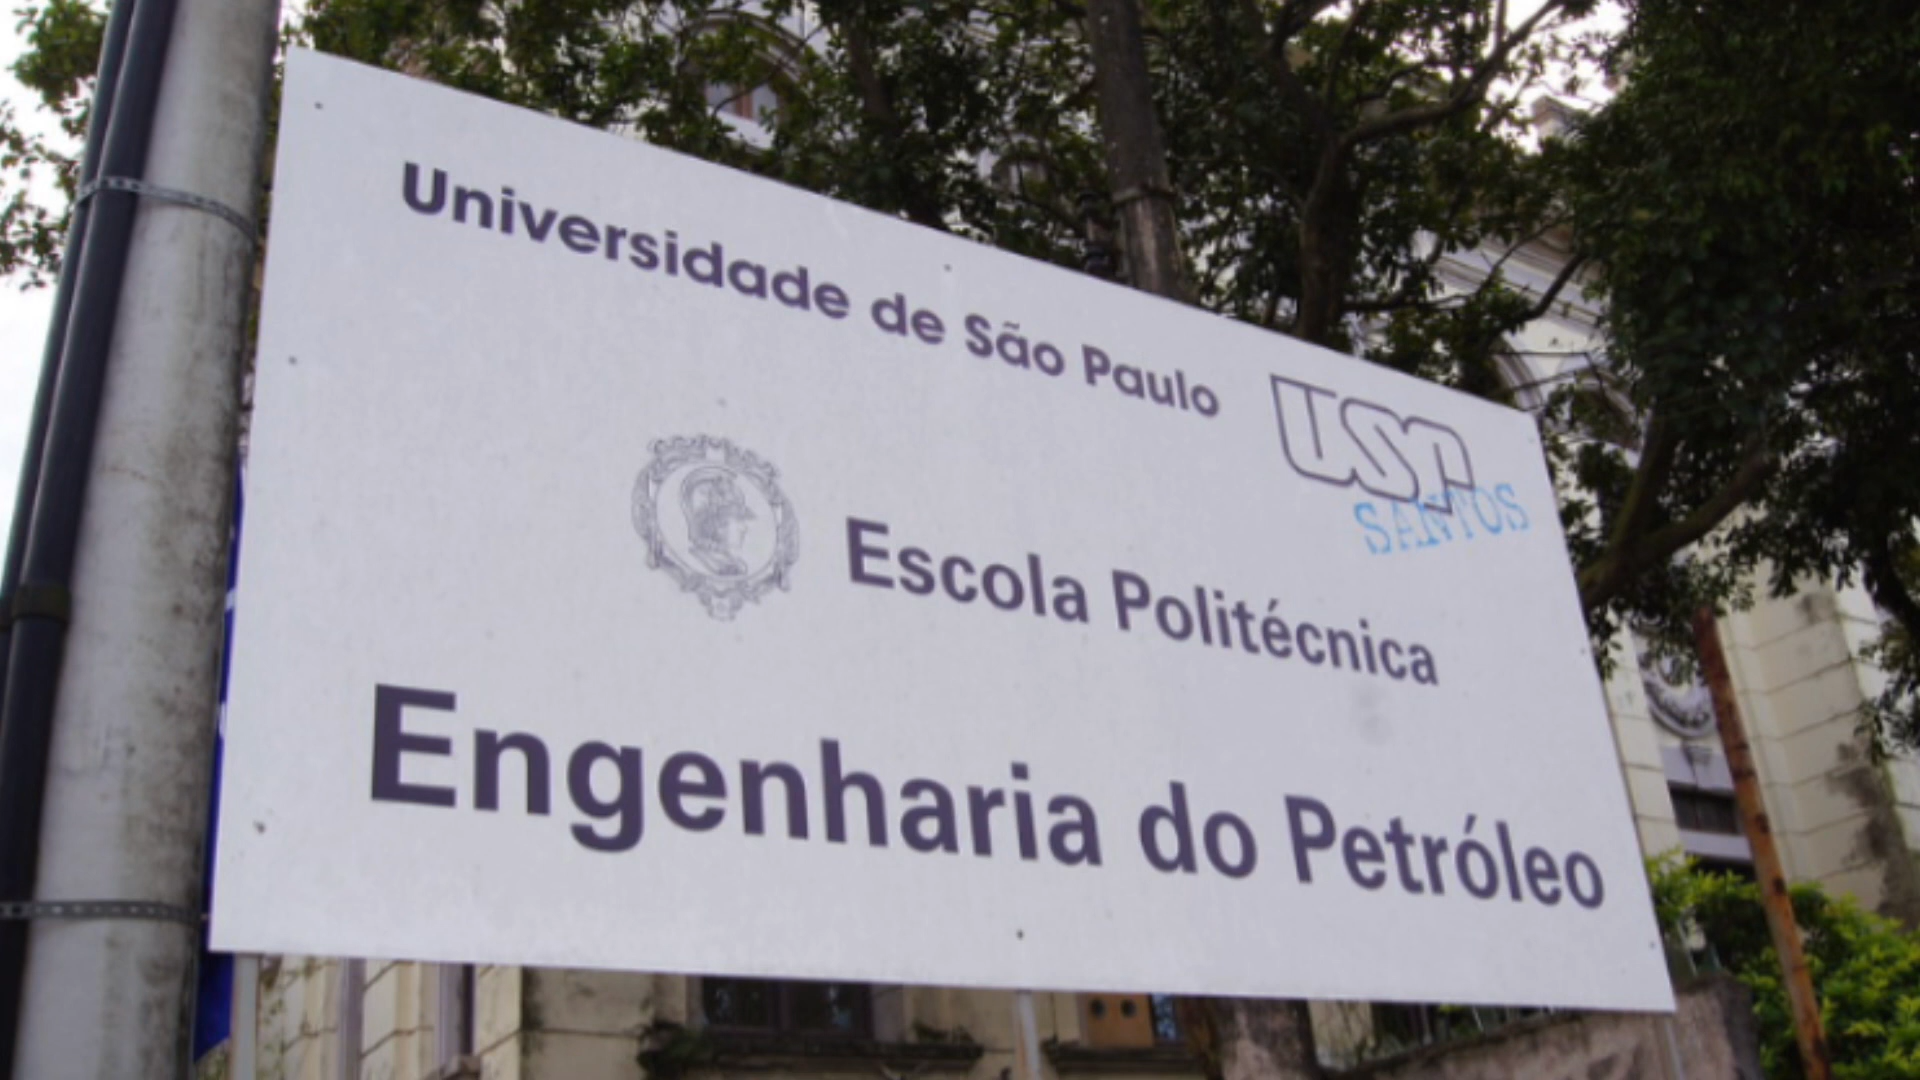 Universidade de São Paulo
USP
SANTOS
Escola Politécnica
Engenharia do Petróleo